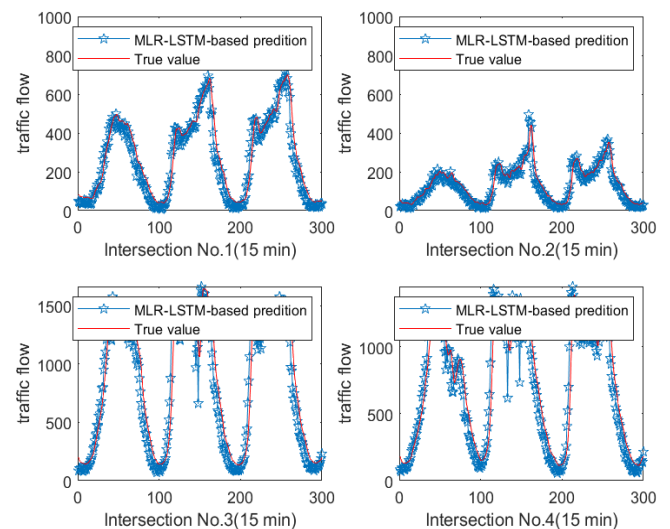 1000
800
600
400
200
0
traffic flow
MLR-LSTM-based predition
True value
0 100 200 300
Intersection No.1(15 min)
1000
800
600
400
200
0
traffic flow
MLR-LSTM-based predition
True value
0 100 200 300
Intersection No.2(15 min)
1500
1000
500
0
traffic flow
MLR-LSTM-based predition
True value
0 100 200 300
Intersection No.3(15 min)
1000
500
0
traffic flow
MLR-LSTM-based predition
True value
0 100 200 300
Intersection No.4(15 min)